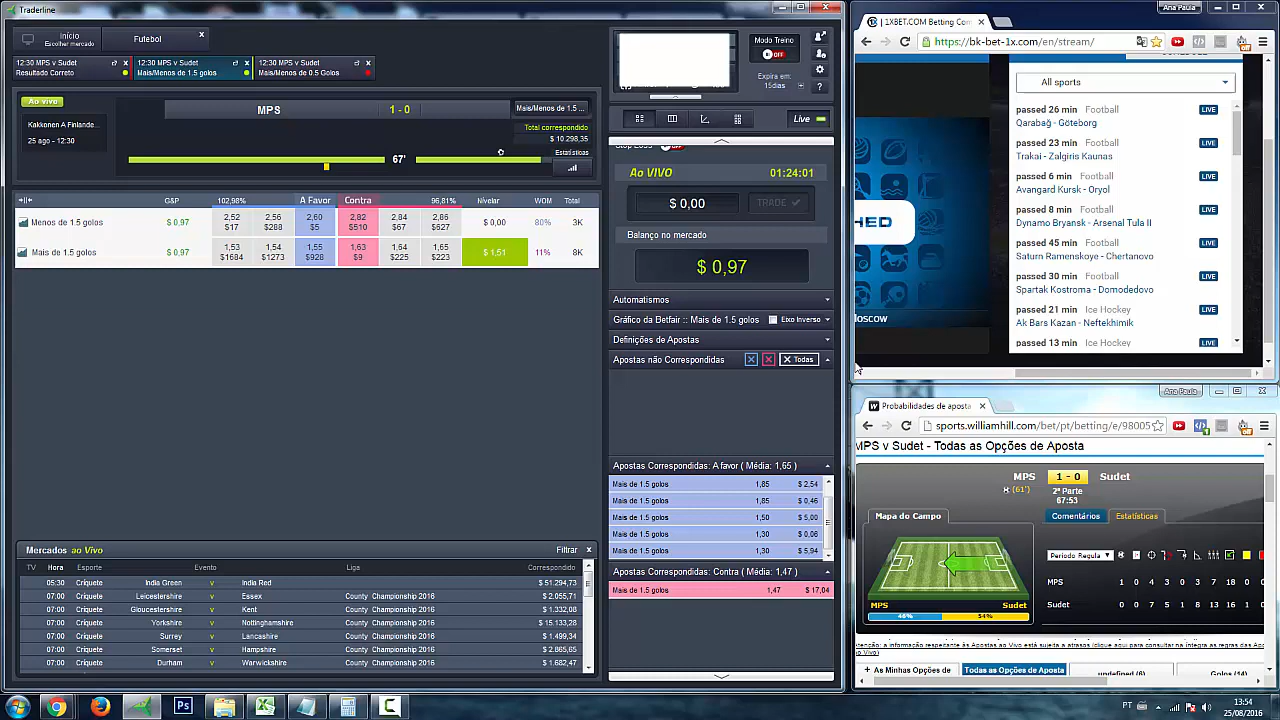 Traderline
Início
Escolher mercado
Futebol
12:30 MPS v Sudet
Resultado Correto
12:30 MPS v Sudet
Mais/Menos de 1.5 golos
12:30 MPS v Sudet
Mais/Menos de 0.5 Golos
Ao vivo
MPS
1 - 0
Mais/Menos de 1.5 ...
Kakkonen A Finlande...
25 ago - 12:30
Total correspondido
$ 10.298,35
Estatísticas
67'
G&P
102,98%
A Favor
Contra
96,81%
Nivelar
WOM
Total
Menos de 1.5 golos
$ 0,97
2,52
$17
2,56
$288
2,60
$5
2,82
$510
2,84
$67
2,86
$627
$ 0,00
80%
3K
Mais de 1.5 golos
$ 0,97
1,53
$1684
1,54
$1273
1,55
$928
1,63
$9
1,64
$225
1,65
$223
$ 1,51
11%
8K
Modo Treino
OFF
Expira em:
15dias
Live
Stop Loss
OFF
Ao VIVO
01:24:01
$ 0,00
TRADE
Balanço no mercado
$ 0,97
Automatismos
Gráfico da Betfair :: Mais de 1.5 golos
Eixo Inverso
Definições de Apostas
Apostas não Correspondidas
Todas
Apostas Correspondidas: A favor ( Média: 1,65 )
Mais de 1.5 golos 1,85 $ 2,54
Mais de 1.5 golos 1,85 $ 0,46
Mais de 1.5 golos 1,50 $ 5,00
Mais de 1.5 golos 1,30 $ 0,06
Mais de 1.5 golos 1,30 $ 5,94
Apostas Correspondidas: Contra ( Média: 1,47 )
Mais de 1.5 golos 1,47 $ 17,04
Mercados ao Vivo
Filtrar
TV Hora Esporte Evento Liga Correspondido
05:30 Críquete India Green v India Red $ 51.294,73
07:00 Críquete Leicestershire v Essex County Championship 2016 $ 2.055,71
07:00 Críquete Gloucestershire v Kent County Championship 2016 $ 1.332,08
07:00 Críquete Yorkshire v Nottinghamshire County Championship 2016 $ 15.133,28
07:00 Críquete Surrey v Lancashire County Championship 2016 $ 1.499,34
07:00 Críquete Somerset v Hampshire County Championship 2016 $ 2.865,65
07:00 Críquete Durham v Warwickshire County Championship 2016 $ 1.682,47
Ana Paula
1XBET.COM Betting Com
https://bk-bet-1x.com/en/stream/
All sports
passed 26 min Football LIVE
Qarabağ - Göteborg
passed 23 min Football LIVE
Trakai - Zalgiris Kaunas
passed 6 min Football LIVE
Avangard Kursk - Oryol
passed 8 min Football LIVE
Dynamo Bryansk - Arsenal Tula II
passed 45 min Football LIVE
Saturn Ramenskoye - Chertanovo
passed 30 min Football LIVE
Spartak Kostroma - Domodedovo
passed 21 min Ice Hockey LIVE
Ak Bars Kazan - Neftekhimik
passed 13 min Ice Hockey LIVE
HED
Moscow
Ana Paula
Probabilidades de aposta
sports.williamhill.com/bet/pt/betting/e/98005
MPS v Sudet - Todas as Opções de Aposta
MPS
1 - 0
Sudet
(61')
2ª Parte
67:53
Mapa do Campo
Comentários
Estatísticas
Período Regula
MPS 1 0 4 3 0 3 7 18 0 0
Sudet 0 0 7 5 1 8 13 16 1 0
MPS
Sudet
46%
54%
+ As Minhas Opções de
Todas as Opções de Aposta
undefined (6)
Golos (14)
PT
13:54
25/08/2016